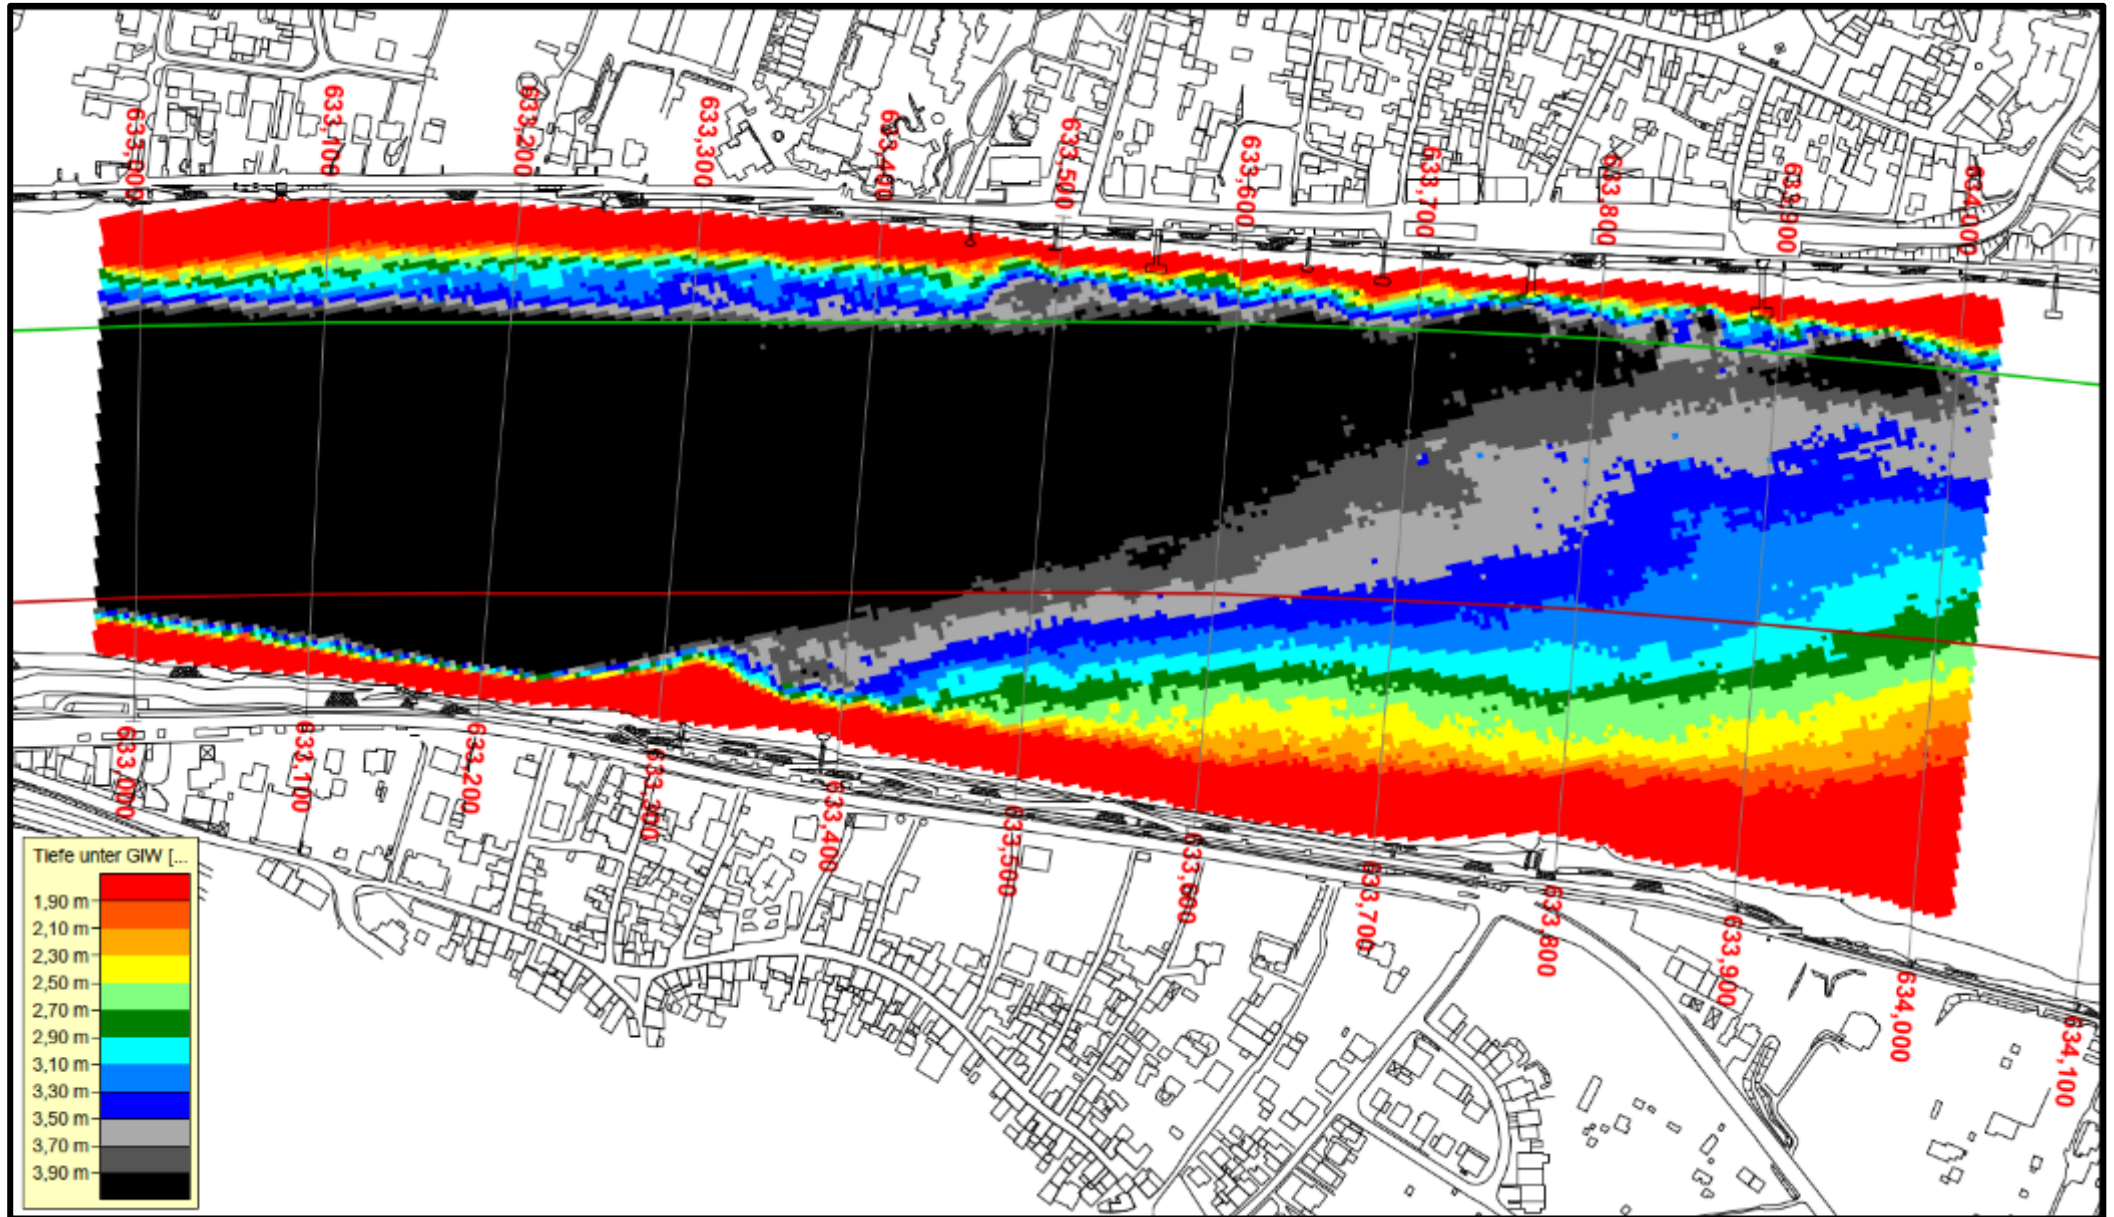 633,000
633,100
633,200
633,300
633,400
633,500
633,600
633,700
633,800
633,900
634,000
633,000
633,100
633,200
633,300
633,400
633,500
633,600
633,700
633,800
633,900
634,000
634,100
Tiefe unter GlW [...
1,90 m
2,10 m
2,30 m
2,50 m
2,70 m
2,90 m
3,10 m
3,30 m
3,50 m
3,70 m
3,90 m